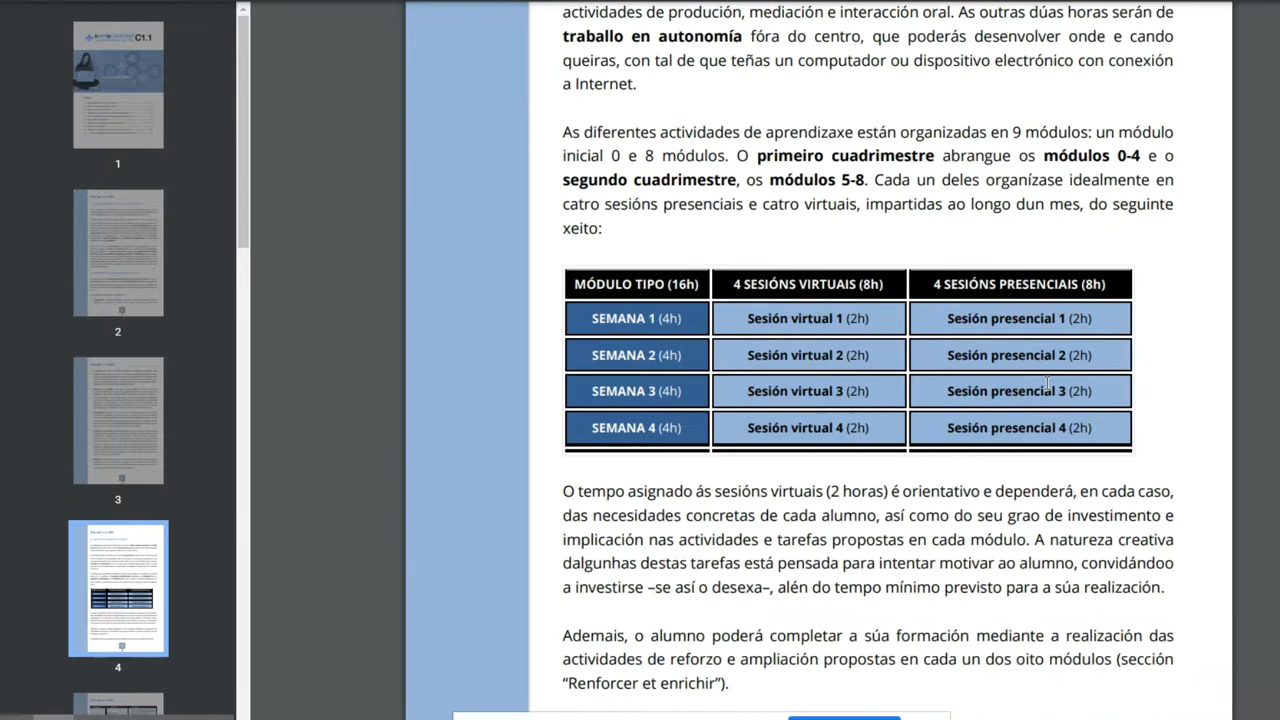 C1.1
1
2
3
4
actividades de produción, mediación e interacción oral. As outras dúas horas serán de
traballo en autonomía fóra do centro, que poderás desenvolver onde e cando
queiras, con tal de que teñas un computador ou dispositivo electrónico con conexión
a Internet.
As diferentes actividades de aprendizaxe están organizadas en 9 módulos: un módulo
inicial 0 e 8 módulos. O primeiro cuadrimestre abrangue os módulos 0-4 e o
segundo cuadrimestre, os módulos 5-8. Cada un deles organízase idealmente en
catro sesións presenciais e catro virtuais, impartidas ao longo dun mes, do seguinte
xeito:
MÓDULO TIPO (16h) 4 SESIÓNS VIRTUAIS (8h) 4 SESIÓNS PRESENCIAIS (8h)
SEMANA 1 (4h) Sesión virtual 1 (2h) Sesión presencial 1 (2h)
SEMANA 2 (4h) Sesión virtual 2 (2h) Sesión presencial 2 (2h)
SEMANA 3 (4h) Sesión virtual 3 (2h) Sesión presencial 3 (2h)
SEMANA 4 (4h) Sesión virtual 4 (2h) Sesión presencial 4 (2h)
O tempo asignado ás sesións virtuais (2 horas) é orientativo e dependerá, en cada caso,
das necesidades concretas de cada alumno, así como do seu grao de investimento e
implicación nas actividades e tarefas propostas en cada módulo. A natureza creativa
dalgunhas destas tarefas está pensada para intentar motivar ao alumno, convidándoo
a investirse –se así o desexa–, alén do tempo mínimo previsto para a súa realización.
Ademais, o alumno poderá completar a súa formación mediante a realización das
actividades de reforzo e ampliación propostas en cada un dos oito módulos (sección
“Renforcer et enrichir”).